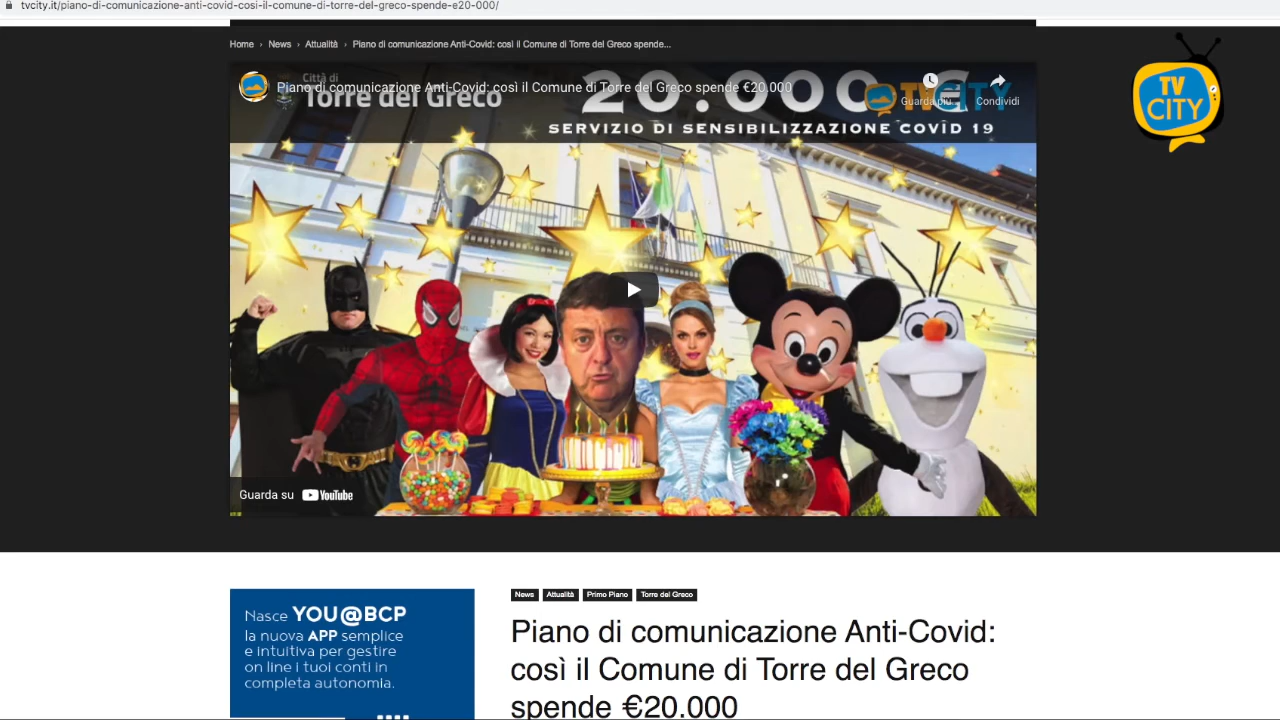 tvcity.it/piano-di-comunicazione-anti-covid-cosi-il-comune-di-torre-del-greco-spende-e20-000/
Home › News › Attualità › Piano di comunicazione Anti-Covid: così il Comune di Torre del Greco spende...
Città di
Torre del Greco
20.000 €
Piano di comunicazione Anti-Covid: così il Comune di Torre del Greco spende €20.000
TVCITY
Guarda più...
Condividi
SERVIZIO DI SENSIBILIZZAZIONE COVID 19
TV
CITY
Guarda su YouTube
Nasce YOU@BCP
la nuova APP semplice
e intuitiva per gestire
on line i tuoi conti in
completa autonomia.
News Attualità Primo Piano Torre del Greco
Piano di comunicazione Anti-Covid:
così il Comune di Torre del Greco
spende €20.000